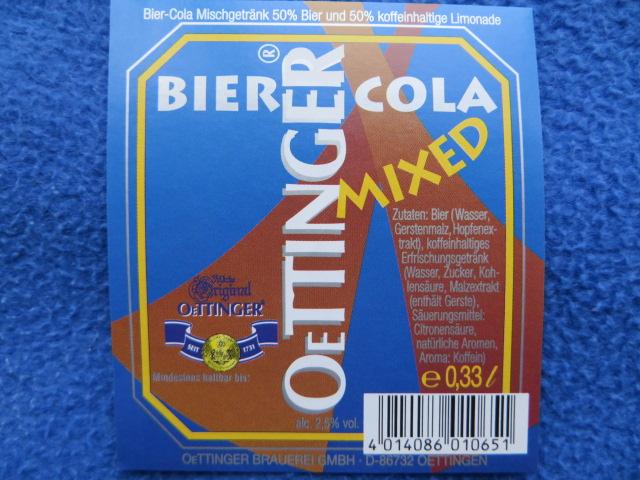 Bier-Cola Mischgetränk 50% Bier und 50% koffeinhaltige Limonade
BIER COLA
OETTINGER®
MIXED
Zutaten: Bier (Wasser,
Gerstenmalz, Hopfenex-
trakt), koffeinhaltiges
Erfrischungsgetränk
(Wasser, Zucker, Koh-
lensäure, Malzextrakt
(enthält Gerste),
Säuerungsmittel:
Citronensäure,
natürliche Aromen,
Aroma: Koffein)
Original
OETTINGER®
SEIT 1731
Mindestens haltbar bis:
e 0,33 l
alc. 2,5% vol.
4 014086 010651
OETTINGER BRAUEREI GMBH · D-86732 OETTINGEN